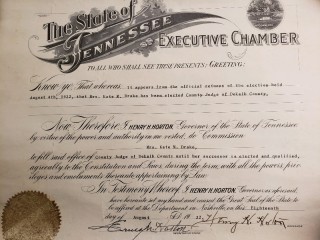 The State of
TENNESSEE
EXECUTIVE CHAMBER
TO ALL WHO SHALL SEE THESE PRESENTS: GREETING:
Know ye That whereas, it appears from the official returns of the election held
August 4th, that Mrs. Kate M. Drake has been elected County Judge of Dekalb County,
Now Therefore I HENRY H. HORTON, Governor of the State of Tennessee
by virtue of the power and authority in me vested, do Commission
Mrs. Kate M. Drake,
to fill said office of County Judge of Dekalb County until her successor is elected and qualified,
agreeably to the Constitution and Laws, during the term, with all the powers
privileges and emoluments thereunto appertaining by Law
In Testimony Whereof I HENRY H. HORTON, Governor as aforesaid,
have hereunto set my hand and caused the Great Seal of the State to
be affixed at the Department in Nashville on this Eighteenth
day of August AD 19
Henry H. Horton